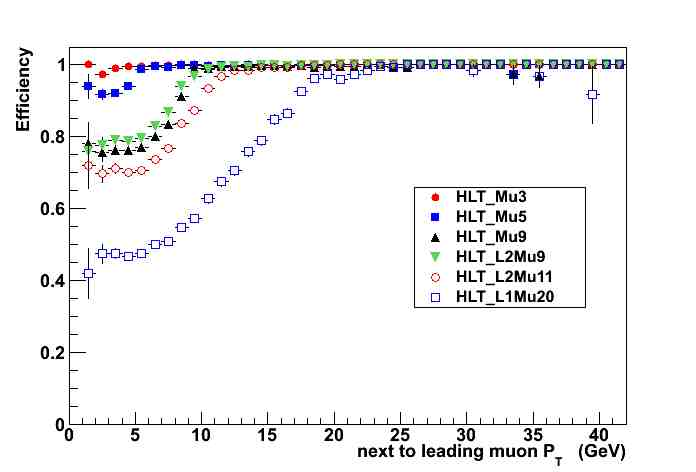 Efficiency
1
0.8
0.6
0.4
0.2
0
HLT_Mu3
HLT_Mu5
HLT_Mu9
HLT_L2Mu9
HLT_L2Mu11
HLT_L1Mu20
0 5 10 15 20 25 30 35 40
next to leading muon P_T (GeV)